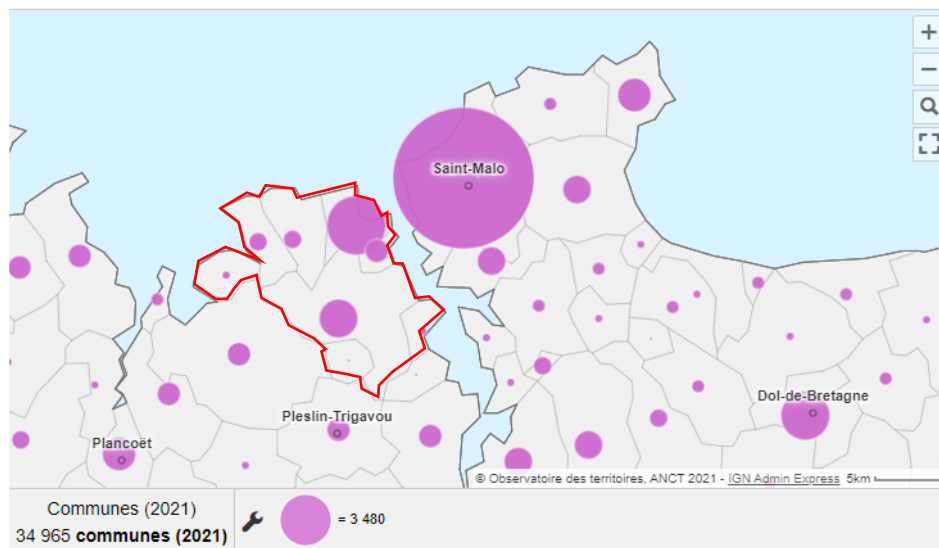 +
−
Saint-Malo
Dol-de-Bretagne
Pleslin-Trigavou
Plancoët
© Observatoire des territoires, ANCT 2021 - IGN Admin Express 5km
Communes (2021)
34 965 communes (2021)
= 3 480